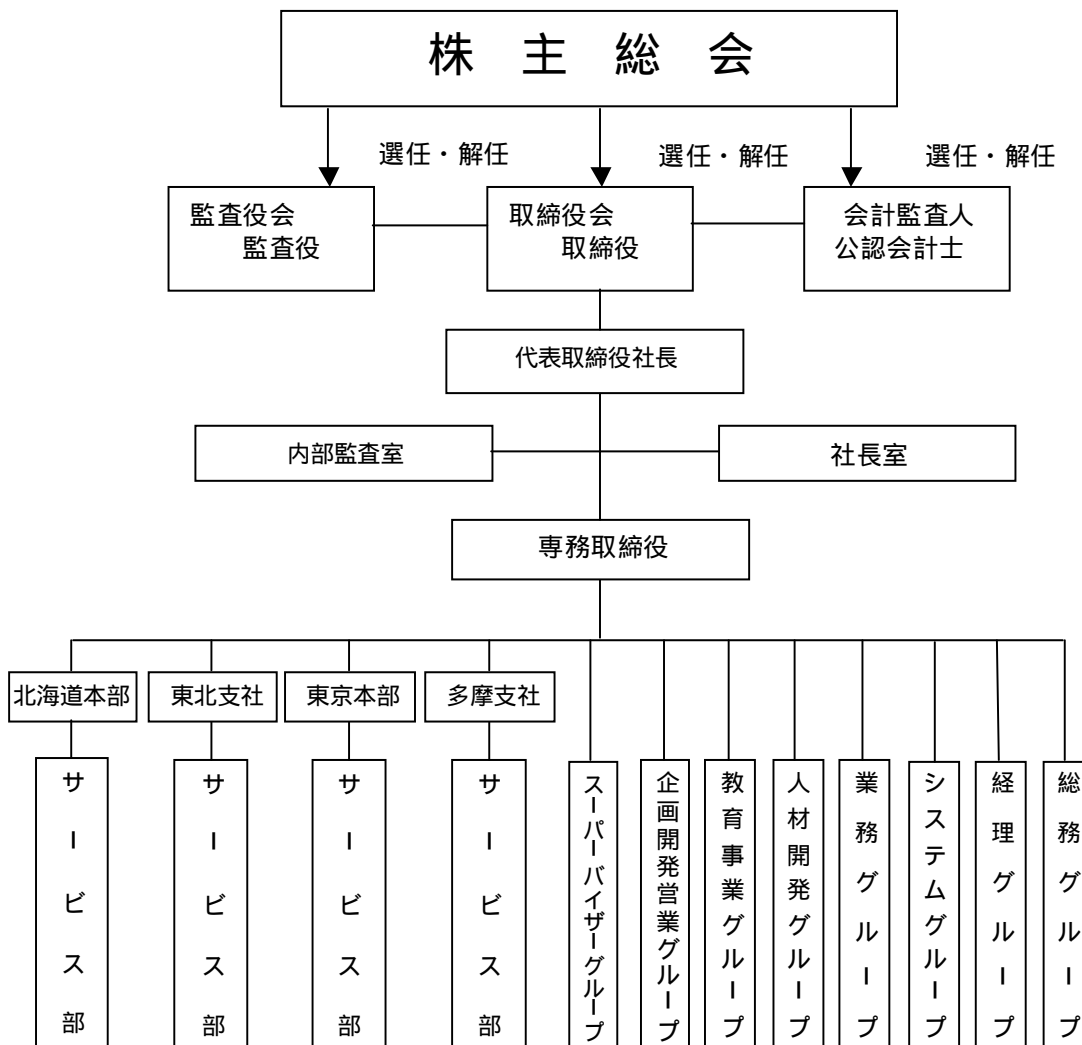 株 主 総 会
選任・解任
選任・解任
選任・解任
監査役会
監査役
取締役会
取締役
会計監査人
公認会計士
代表取締役社長
内部監査室
社長室
専務取締役
北海道本部
東北支社
東京本部
多摩支社
サービス部
サービス部
サービス部
サービス部
スーパーバイザーグループ
企画開発営業グループ
教育事業グループ
人材開発グループ
業務グループ
システムグループ
経理グループ
総務グループ